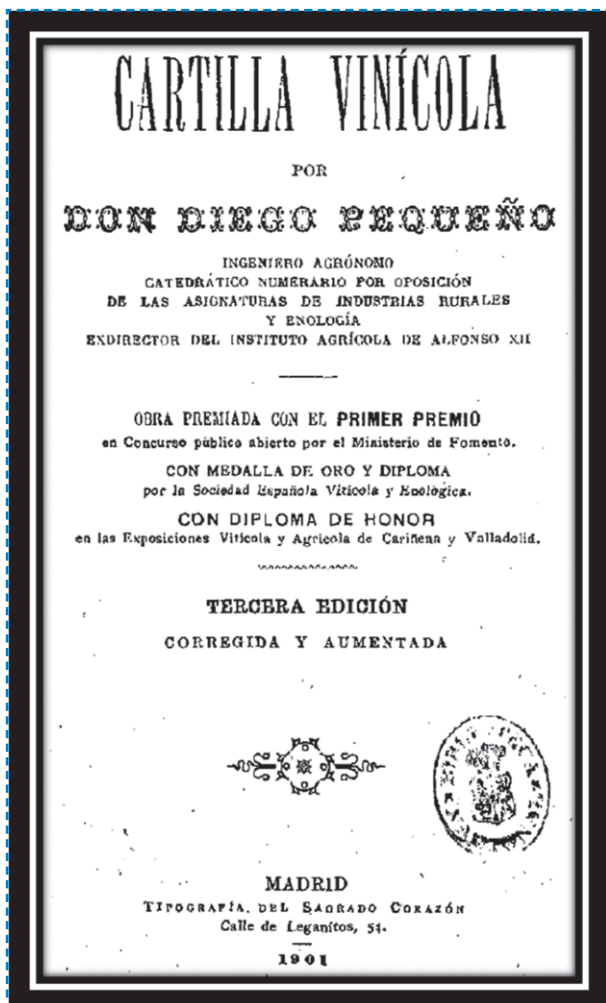 CARTILLA VINÍCOLA
POR
DON DIEGO PEQUEÑO
INGENIERO AGRÓNOMO
CATEDRÁTICO NUMERARIO POR OPOSICIÓN
DE LAS ASIGNATURAS DE INDUSTRIAS RURALES
Y ENOLOGÍA
EXDIRECTOR DEL INSTITUTO AGRÍCOLA DE ALFONSO XII
OBRA PREMIADA CON EL PRIMER PREMIO
en Concurso público abierto por el Ministerio de Fomento.
CON MEDALLA DE ORO Y DIPLOMA
por la Sociedad Española Vitícola y Enológica.
CON DIPLOMA DE HONOR
en las Exposiciones Vitícola y Agrícola de Cariñena y Valladolid.
TERCERA EDICIÓN
CORREGIDA Y AUMENTADA
MADRID
TIPOGRAFÍA DEL SAGRADO CORAZÓN
Calle de Leganitos, 54.
1901